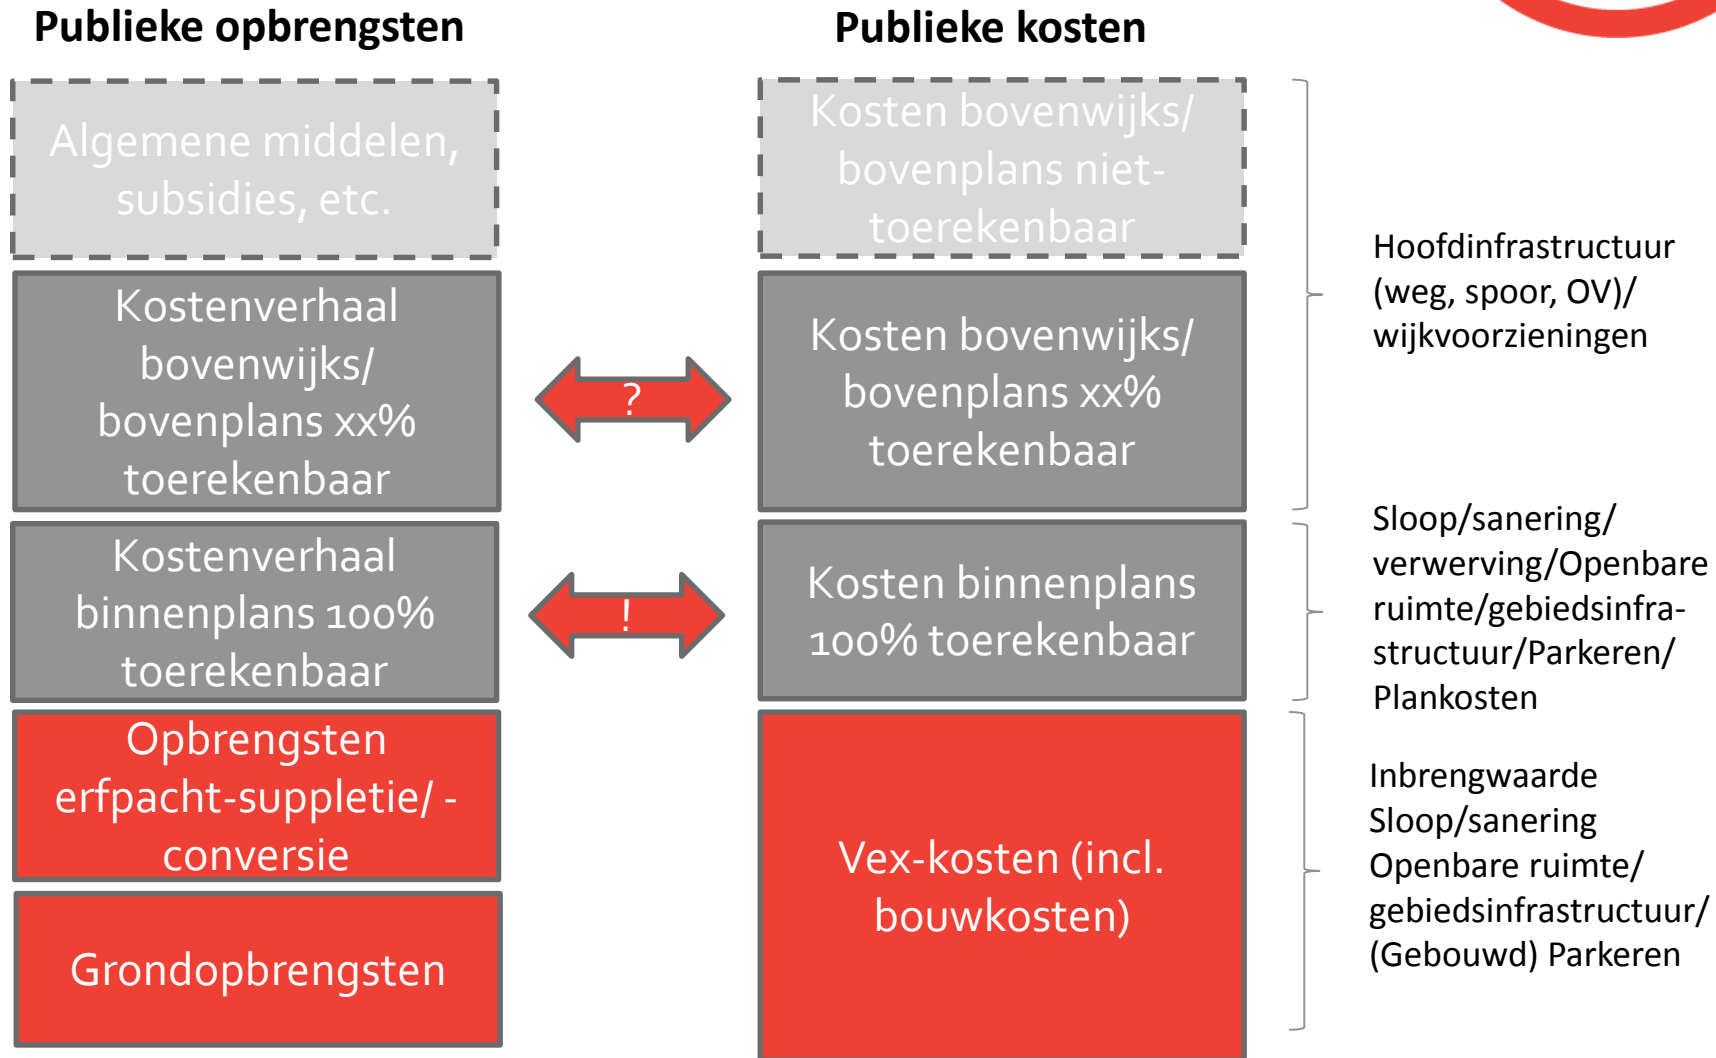 Publieke opbrengsten
Algemene middelen,
subsidies, etc.
Kostenverhaal
bovenwijks/
bovenplans xx%
toerekenbaar
Kostenverhaal
binnenplans 100%
toerekenbaar
Opbrengsten
erfpacht-suppletie/ -
conversie
Grondopbrengsten
?
!
Publieke kosten
Kosten bovenwijks/
bovenplans niet-
toerekenbaar
Kosten bovenwijks/
bovenplans xx%
toerekenbaar
Kosten binnenplans
100% toerekenbaar
Vex-kosten (incl.
bouwkosten)
Hoofdinfrastructuur
(weg, spoor, OV)/
wijkvoorzieningen
Sloop/sanering/
verwerving/Openbare
ruimte/gebiedsinfra-
structuur/Parkeren/
Plankosten
Inbrengwaarde
Sloop/sanering
Openbare ruimte/
gebiedsinfrastructuur/
(Gebouwd) Parkeren